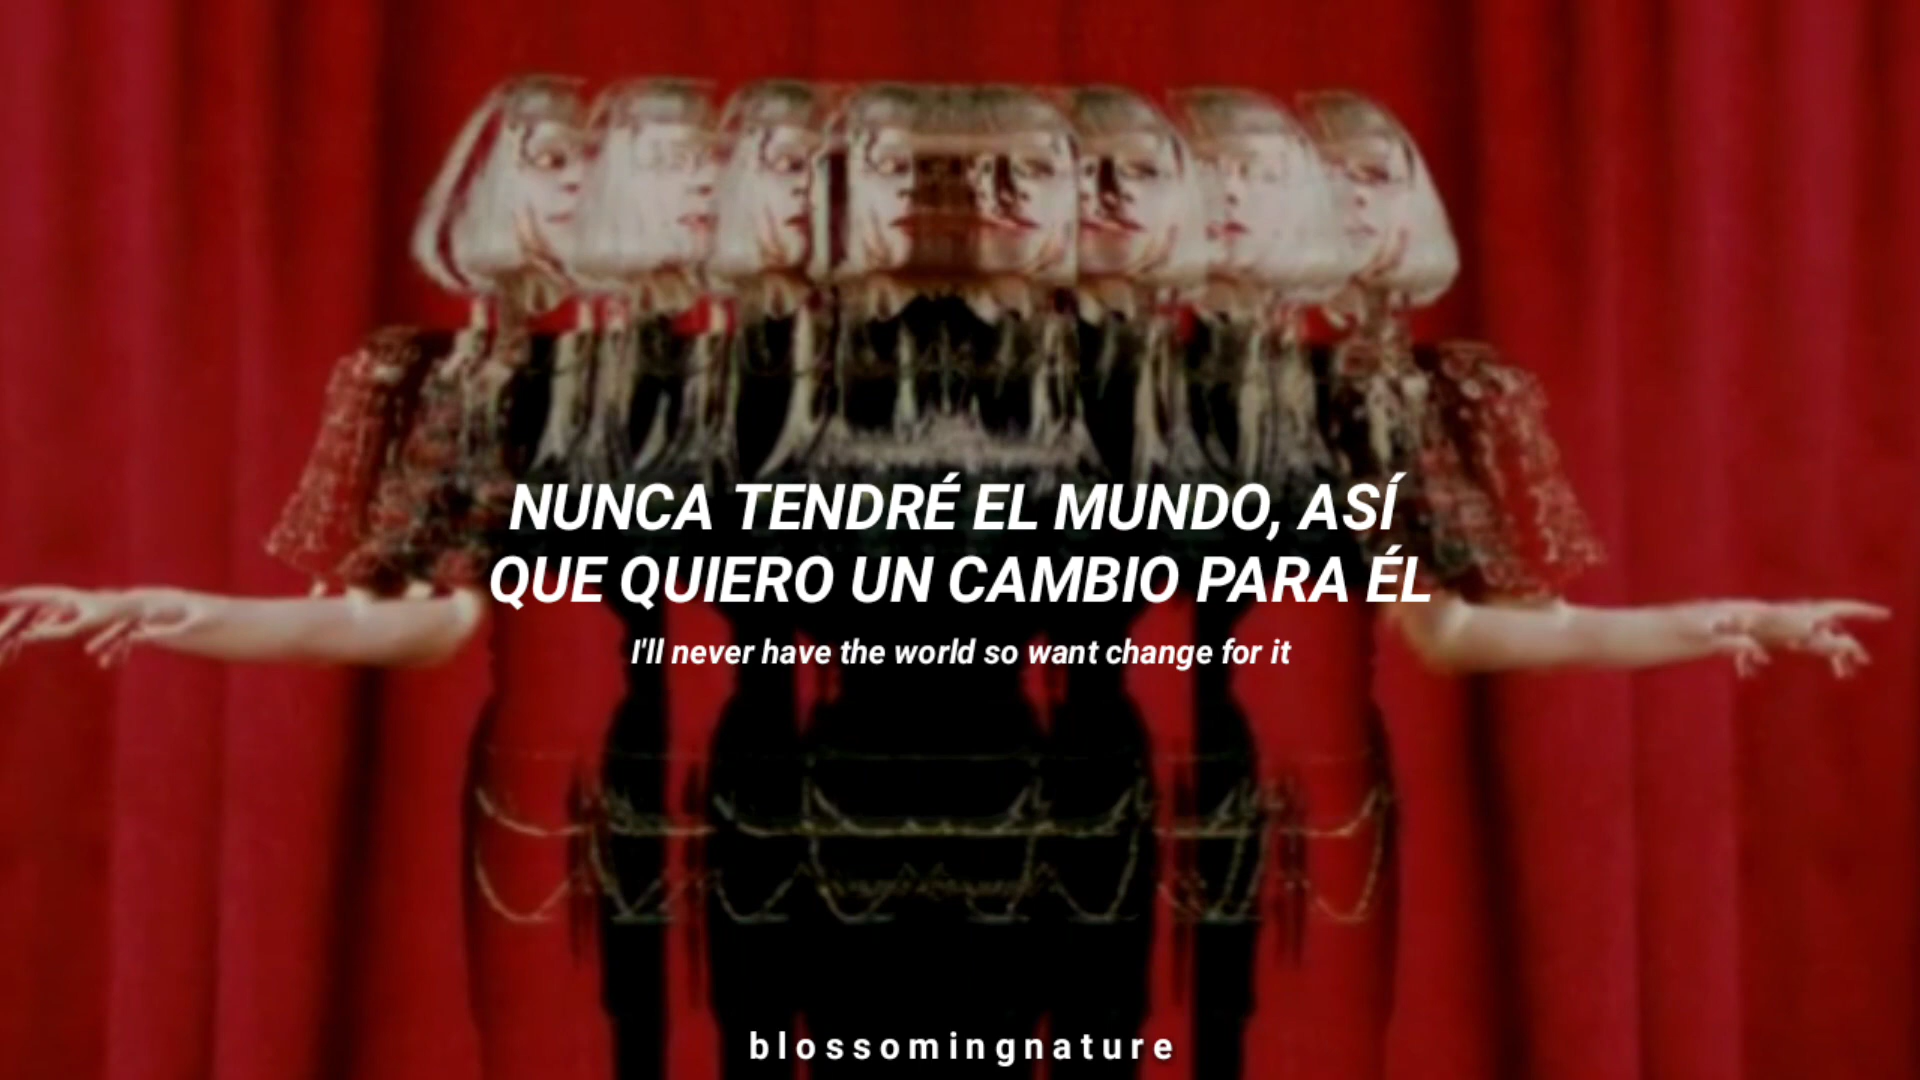 NUNCA TENDRÉ EL MUNDO, ASÍ
QUE QUIERO UN CAMBIO PARA ÉL
I'll never have the world so want change for it
blossomingnature